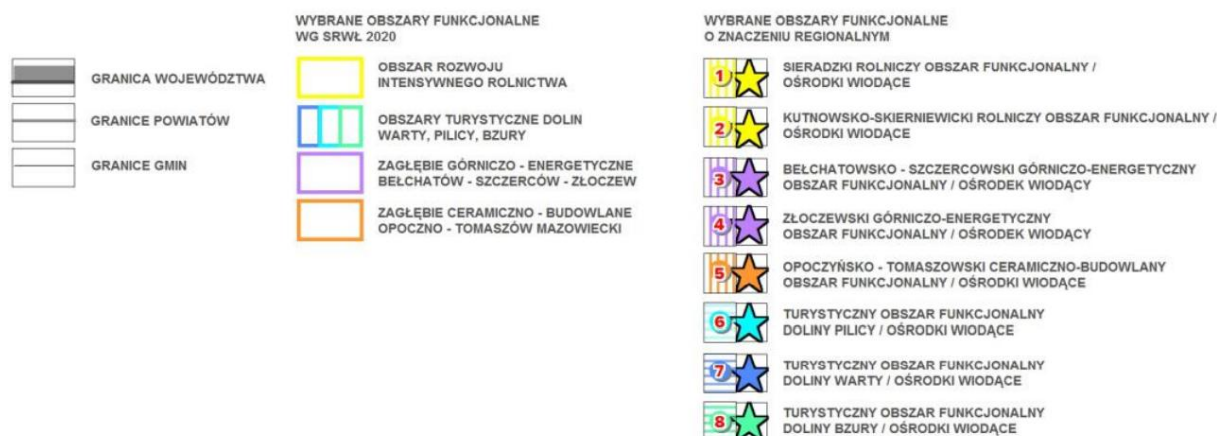 GRANICA WOJEWÓDZTWA
GRANICE POWIATÓW
GRANICE GMIN
WYBRANE OBSZARY FUNKCJONALNE
WG SRWŁ 2020
OBSZAR ROZWOJU
INTENSYWNEGO ROLNICTWA
OBSZARY TURYSTYCZNE DOLIN
WARTY, PILICY, BZURY
ZAGŁĘBIE GÓRNICZO - ENERGETYCZNE
BEŁCHATÓW - SZCZERCÓW - ZŁOCZEW
ZAGŁĘBIE CERAMICZNO - BUDOWLANE
OPOCZNO - TOMASZÓW MAZOWIECKI
WYBRANE OBSZARY FUNKCJONALNE
O ZNACZENIU REGIONALNYM
1 SIERADZKI ROLNICZY OBSZAR FUNKCJONALNY /
OŚRODKI WIODĄCE
2 KUTNOWSKO-SKIERNIEWICKI ROLNICZY OBSZAR FUNKCJONALNY /
OŚRODKI WIODĄCE
3 BEŁCHATOWSKO - SZCZERCOWSKI GÓRNICZO-ENERGETYCZNY
OBSZAR FUNKCJONALNY / OŚRODEK WIODĄCY
4 ZŁOCZEWSKI GÓRNICZO-ENERGETYCZNY
OBSZAR FUNKCJONALNY / OŚRODEK WIODĄCY
5 OPOCZYŃSKO - TOMASZOWSKI CERAMICZNO-BUDOWLANY
OBSZAR FUNKCJONALNY / OŚRODKI WIODĄCE
6 TURYSTYCZNY OBSZAR FUNKCJONALNY
DOLINY PILICY / OŚRODKI WIODĄCE
7 TURYSTYCZNY OBSZAR FUNKCJONALNY
DOLINY WARTY / OŚRODKI WIODĄCE
8 TURYSTYCZNY OBSZAR FUNKCJONALNY
DOLINY BZURY / OŚRODKI WIODĄCE